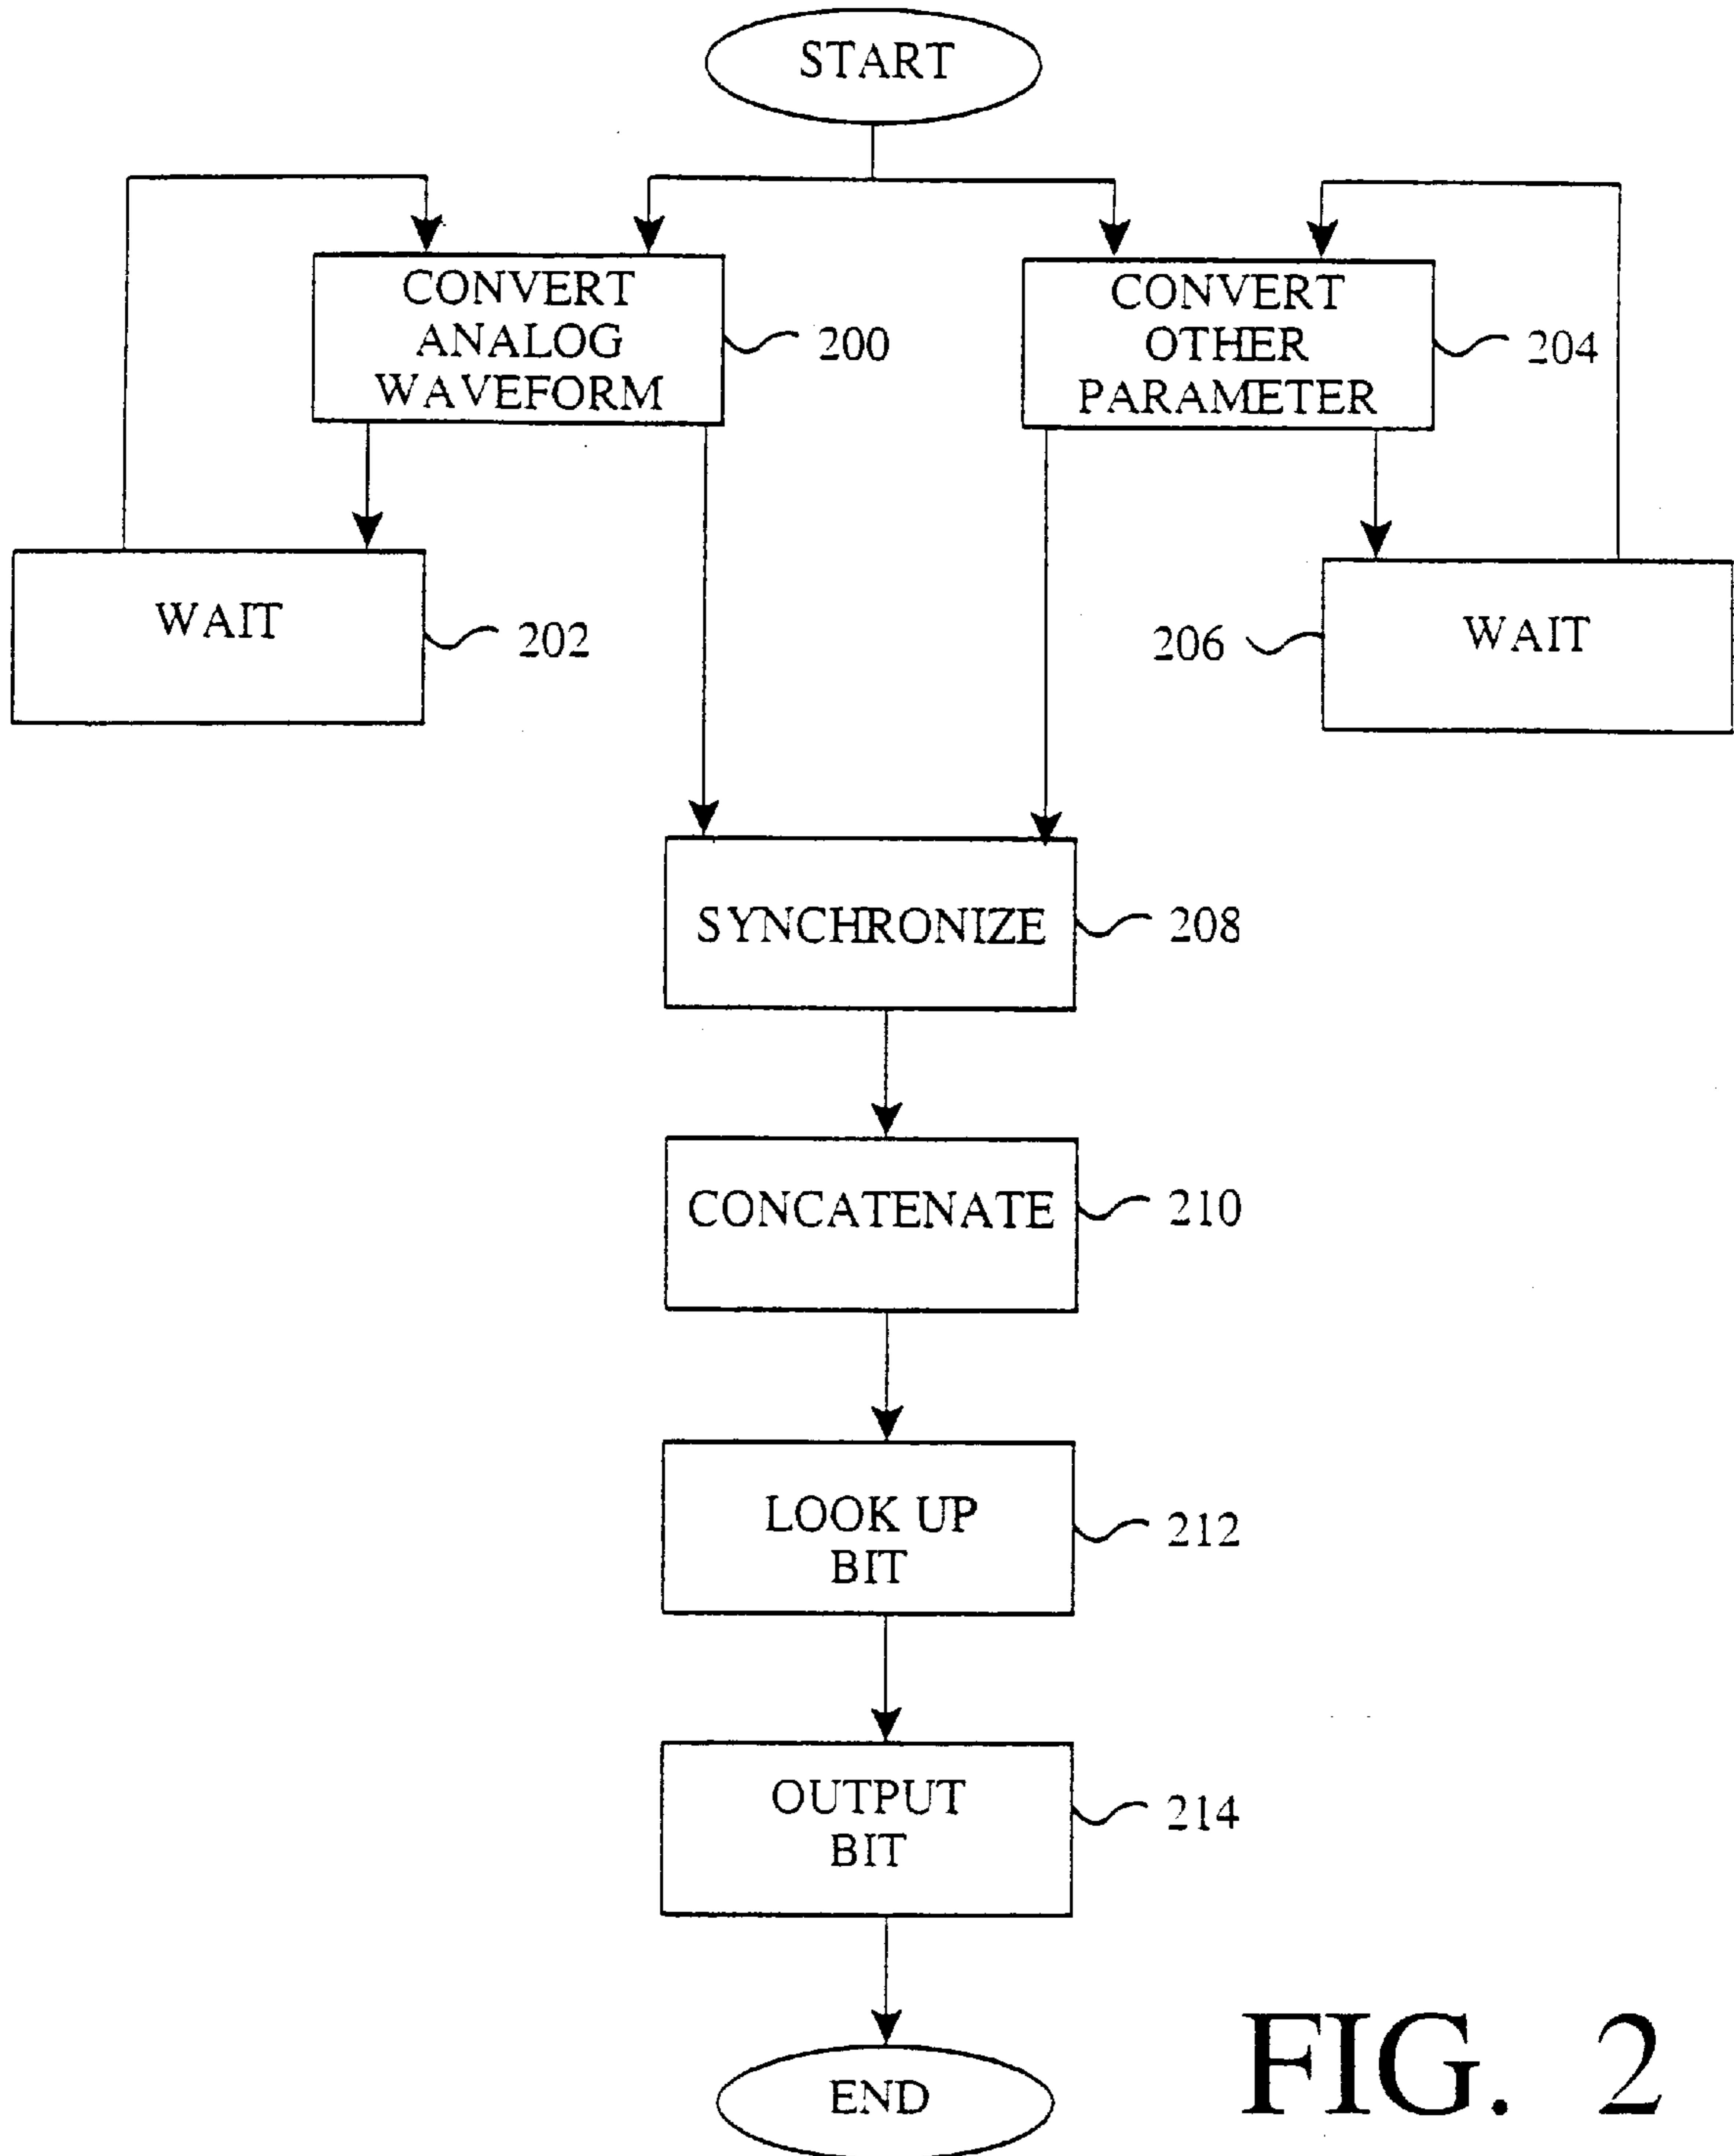 START
CONVERT
ANALOG
WAVEFORM
200
CONVERT
OTHER
PARAMETER
204
WAIT
202
206
WAIT
SYNCHRONIZE
208
CONCATENATE
210
LOOK UP
BIT
212
OUTPUT
BIT
214
END
FIG. 2